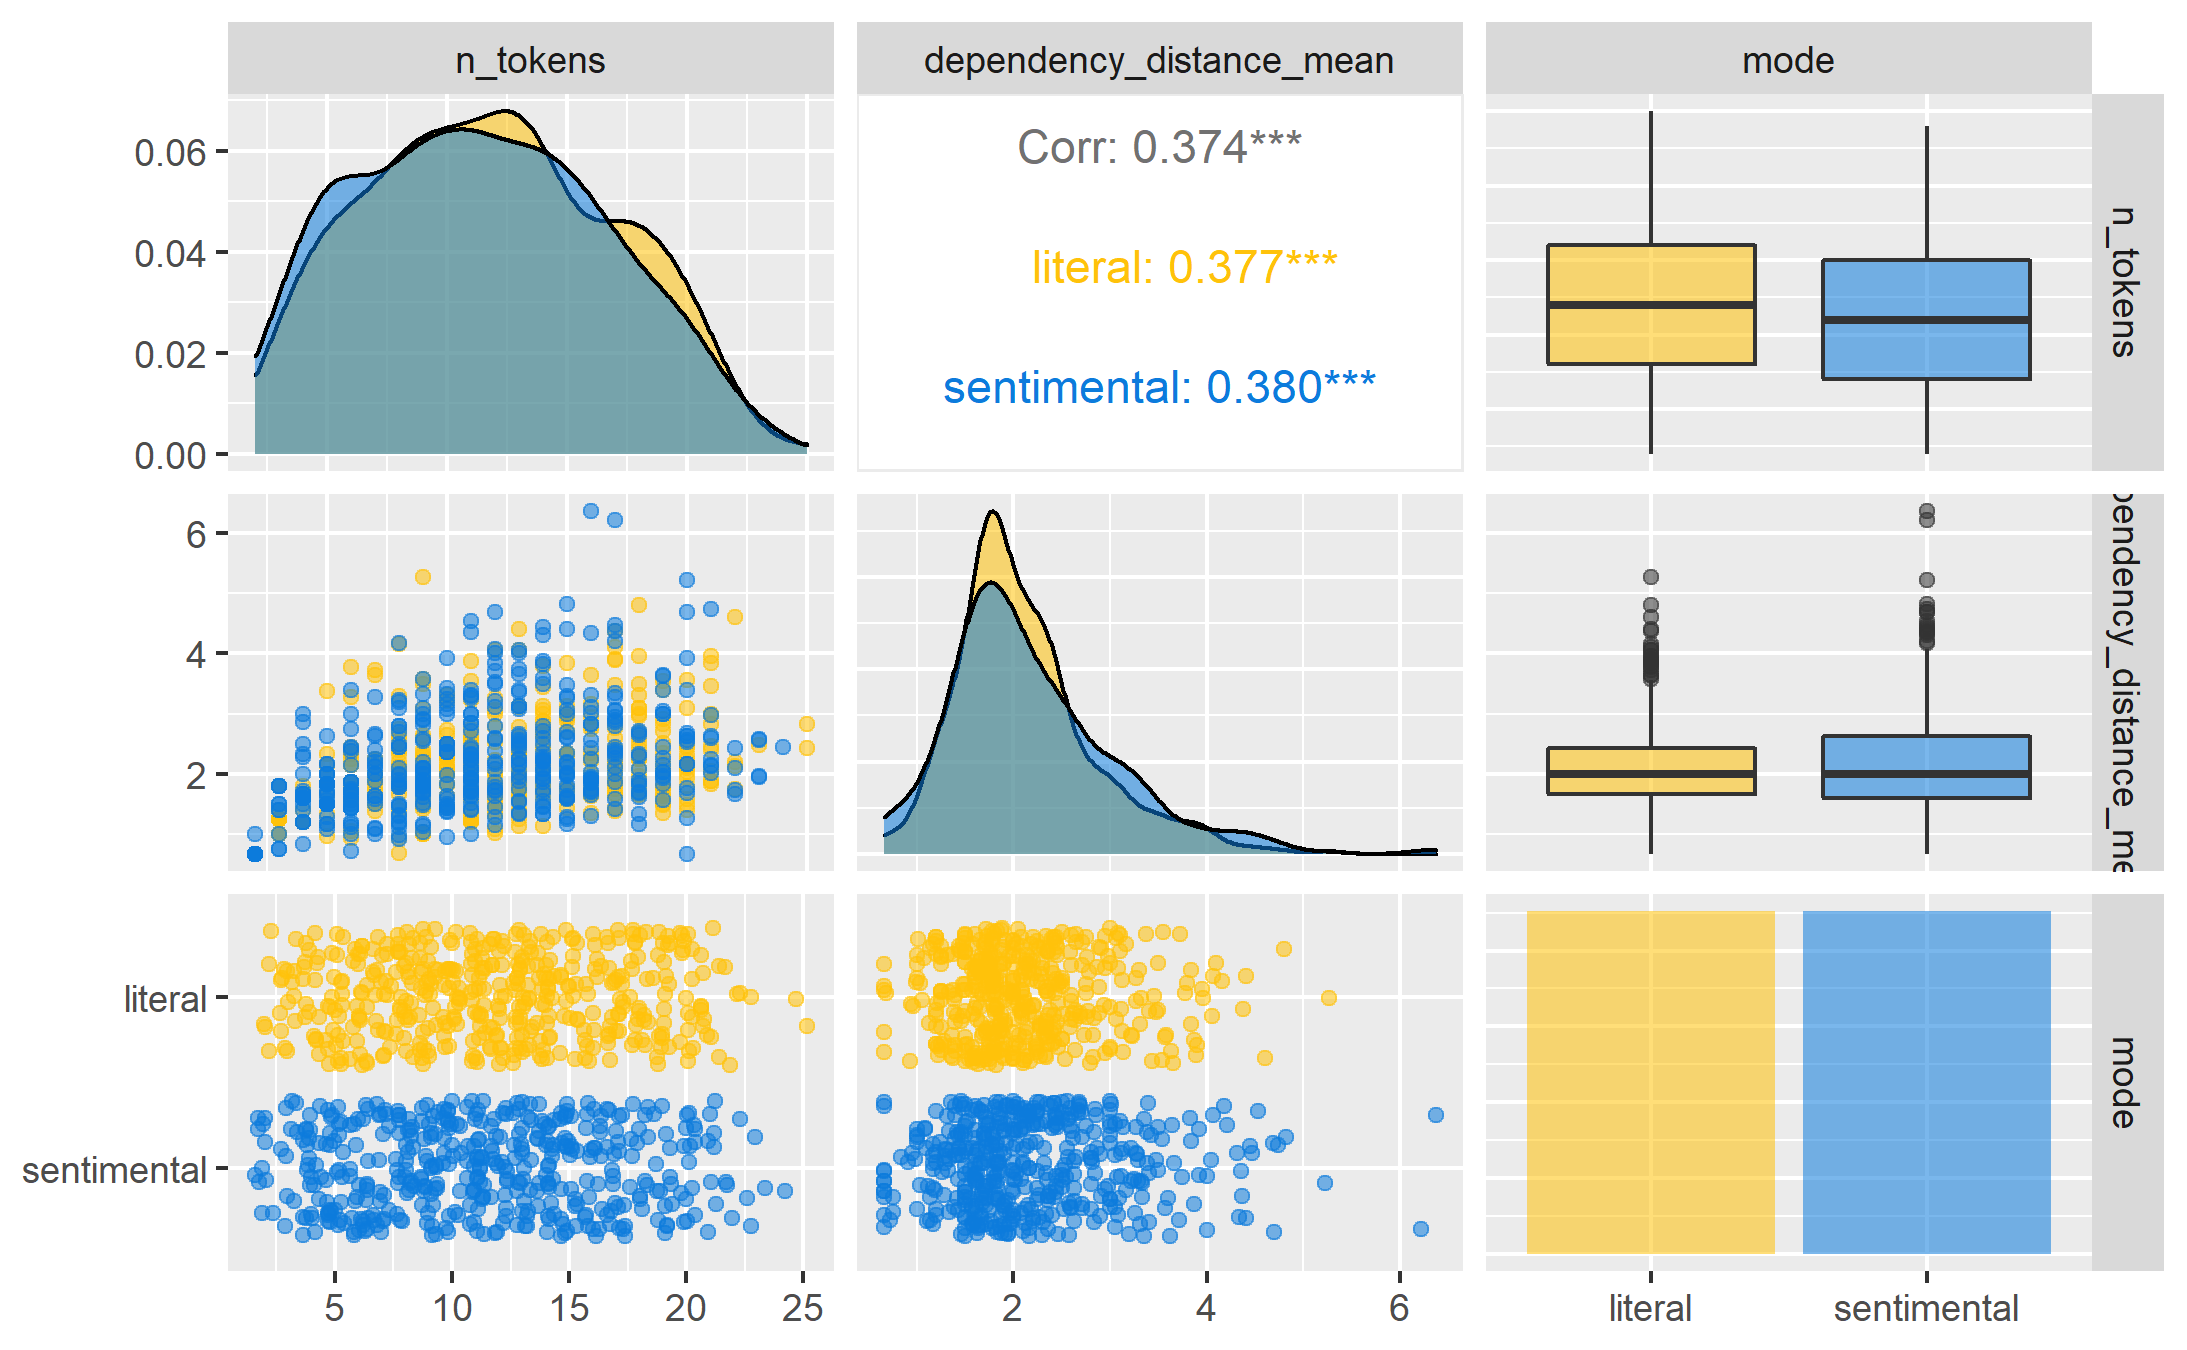 n_tokens
dependency_distance_mean
mode
0.06
0.04
0.02
0.00
Corr: 0.374***
literal: 0.377***
sentimental: 0.380***
n_tokens
6
4
2
pendency_distance_me
literal
sentimental
mode
5 10 15 20 25
2 4 6
literal sentimental